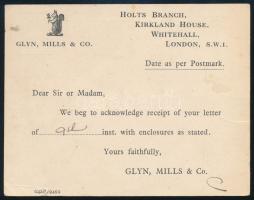 HOLTS BRANCH,
KIRKLAND HOUSE,
WHITEHALL,
LONDON, S.W.1.
GLYN, MILLS & CO.
Date as per Postmark.
Dear Sir or Madam,
We beg to acknowledge receipt of your letter
of 9th inst. with enclosures as stated.
Yours faithfully,
GLYN, MILLS & Co.